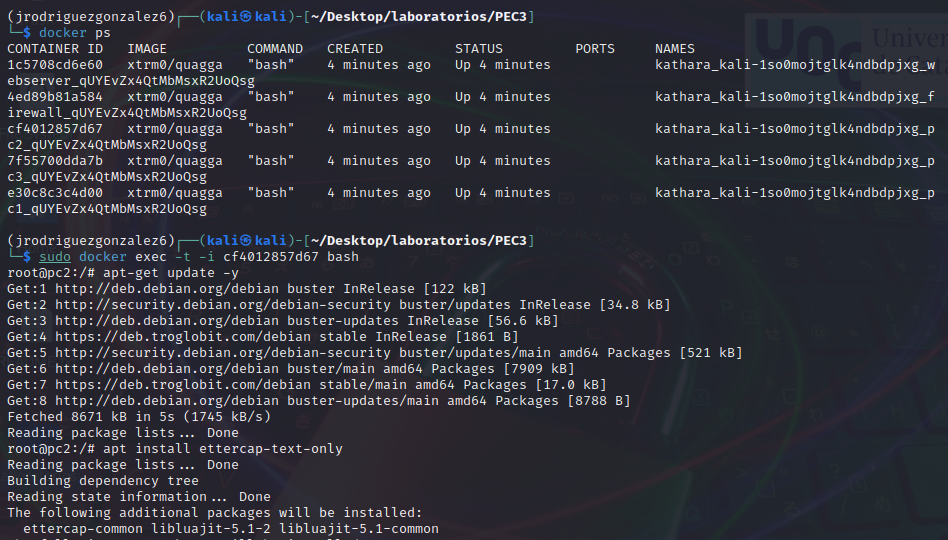 (jrodriguezgonzalez6)┌──(kali㉿kali)-[~/Desktop/laboratorios/PEC3]
└─$ docker ps
CONTAINER ID   IMAGE          COMMAND   CREATED         STATUS         PORTS     NAMES
1c5708cd6e60   xtrm0/quagga   "bash"    4 minutes ago   Up 4 minutes             kathara_kali-1so0mojtglk4ndbdpjxg_w
ebserver_qUYEvZx4QtMbMsxR2UoQsg
4ed89b81a584   xtrm0/quagga   "bash"    4 minutes ago   Up 4 minutes             kathara_kali-1so0mojtglk4ndbdpjxg_f
irewall_qUYEvZx4QtMbMsxR2UoQsg
cf4012857d67   xtrm0/quagga   "bash"    4 minutes ago   Up 4 minutes             kathara_kali-1so0mojtglk4ndbdpjxg_p
c2_qUYEvZx4QtMbMsxR2UoQsg
7f55700dda7b   xtrm0/quagga   "bash"    4 minutes ago   Up 4 minutes             kathara_kali-1so0mojtglk4ndbdpjxg_p
c3_qUYEvZx4QtMbMsxR2UoQsg
e30c8c3c4d00   xtrm0/quagga   "bash"    4 minutes ago   Up 4 minutes             kathara_kali-1so0mojtglk4ndbdpjxg_p
c1_qUYEvZx4QtMbMsxR2UoQsg
(jrodriguezgonzalez6)┌──(kali㉿kali)-[~/Desktop/laboratorios/PEC3]
└─$ sudo docker exec -t -i cf4012857d67 bash
root@pc2:/# apt-get update -y
Get:1 http://deb.debian.org/debian buster InRelease [122 kB]
Get:2 http://security.debian.org/debian-security buster/updates InRelease [34.8 kB]
Get:3 http://deb.debian.org/debian buster-updates InRelease [56.6 kB]
Get:4 https://deb.troglobit.com/debian stable InRelease [1861 B]
Get:5 http://security.debian.org/debian-security buster/updates/main amd64 Packages [521 kB]
Get:6 http://deb.debian.org/debian buster/main amd64 Packages [7909 kB]
Get:7 https://deb.troglobit.com/debian stable/main amd64 Packages [17.0 kB]
Get:8 http://deb.debian.org/debian buster-updates/main amd64 Packages [8788 B]
Fetched 8671 kB in 5s (1745 kB/s)
Reading package lists... Done
root@pc2:/# apt install ettercap-text-only
Reading package lists... Done
Building dependency tree
Reading state information... Done
The following additional packages will be installed:
  ettercap-common libluajit-5.1-2 libluajit-5.1-common